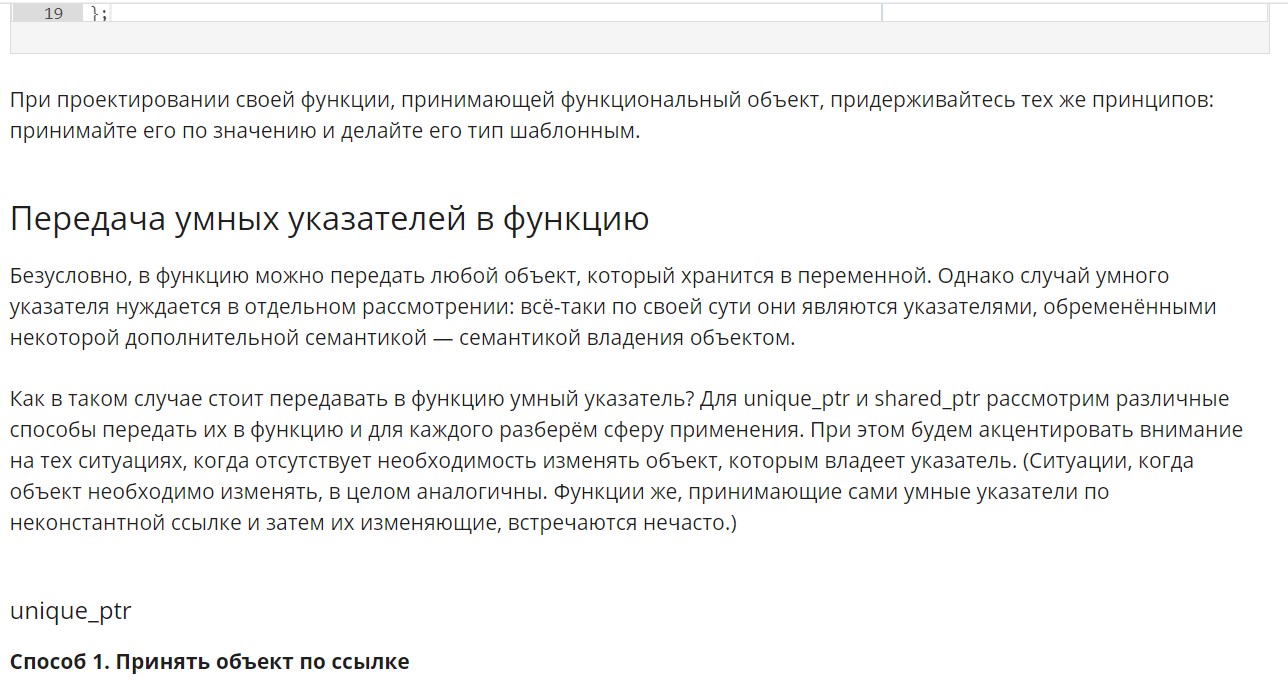 19 };
При проектировании своей функции, принимающей функциональный объект, придерживайтесь тех же принципов:
принимайте его по значению и делайте его тип шаблонным.
Передача умных указателей в функцию
Безусловно, в функцию можно передать любой объект, который хранится в переменной. Однако случай умного
указателя нуждается в отдельном рассмотрении: всё-таки по своей сути они являются указателями, обременёнными
некоторой дополнительной семантикой — семантикой владения объектом.
Как в таком случае стоит передавать в функцию умный указатель? Для unique_ptr и shared_ptr рассмотрим различные
способы передать их в функцию и для каждого разберём сферу применения. При этом будем акцентировать внимание
на тех ситуациях, когда отсутствует необходимость изменять объект, которым владеет указатель. (Ситуации, когда
объект необходимо изменять, в целом аналогичны. Функции же, принимающие сами умные указатели по
неконстантной ссылке и затем их изменяющие, встречаются нечасто.)
unique_ptr
Способ 1. Принять объект по ссылке